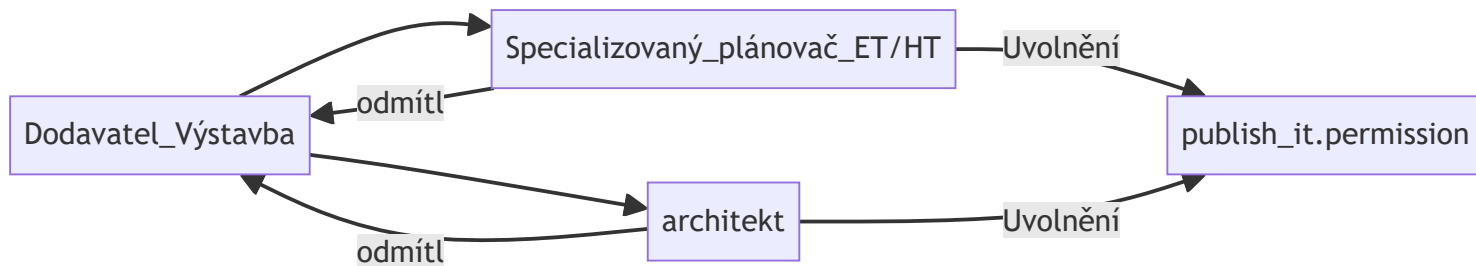 Specializovaný_plánovač_ET/HT
Uvolnění
odmítl
Dodavatel_Výstavba
publish_it.permission
architekt
Uvolnění
odmítl